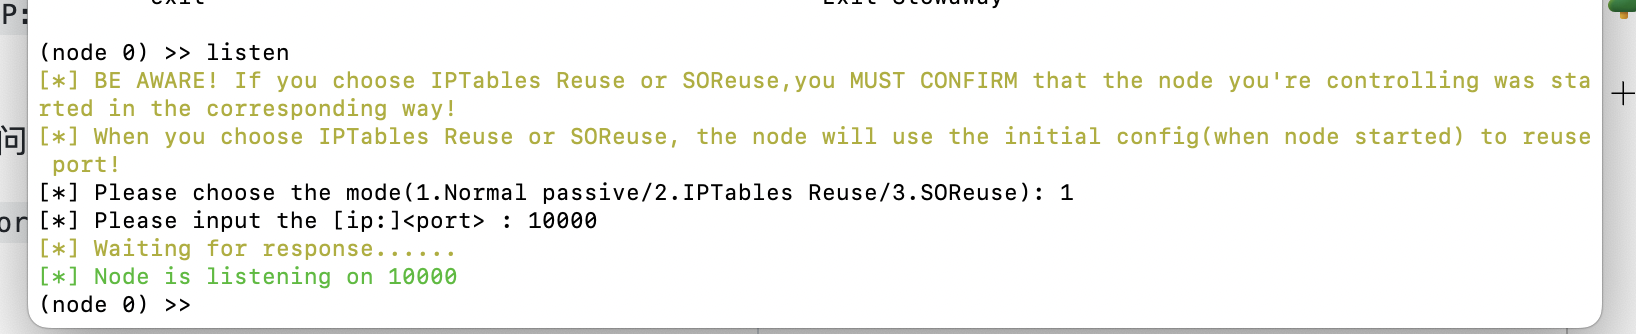 P:
exit Exit Stowaway
(node 0) >> listen
[*] BE AWARE! If you choose IPTables Reuse or SOReuse,you MUST CONFIRM that the node you're controlling was sta
rted in the corresponding way!
[*] When you choose IPTables Reuse or SOReuse, the node will use the initial config(when node started) to reuse
问
port!
[*] Please choose the mode(1.Normal passive/2.IPTables Reuse/3.SOReuse): 1
or
[*] Please input the [ip:]<port> : 10000
[*] Waiting for response......
[*] Node is listening on 10000
(node 0) >>